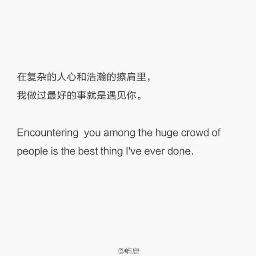 在复杂的人心和浩瀚的擦肩里，
我做过最好的事就是遇见你。
Encountering you among the huge crowd of
people is the best thing I've ever done.